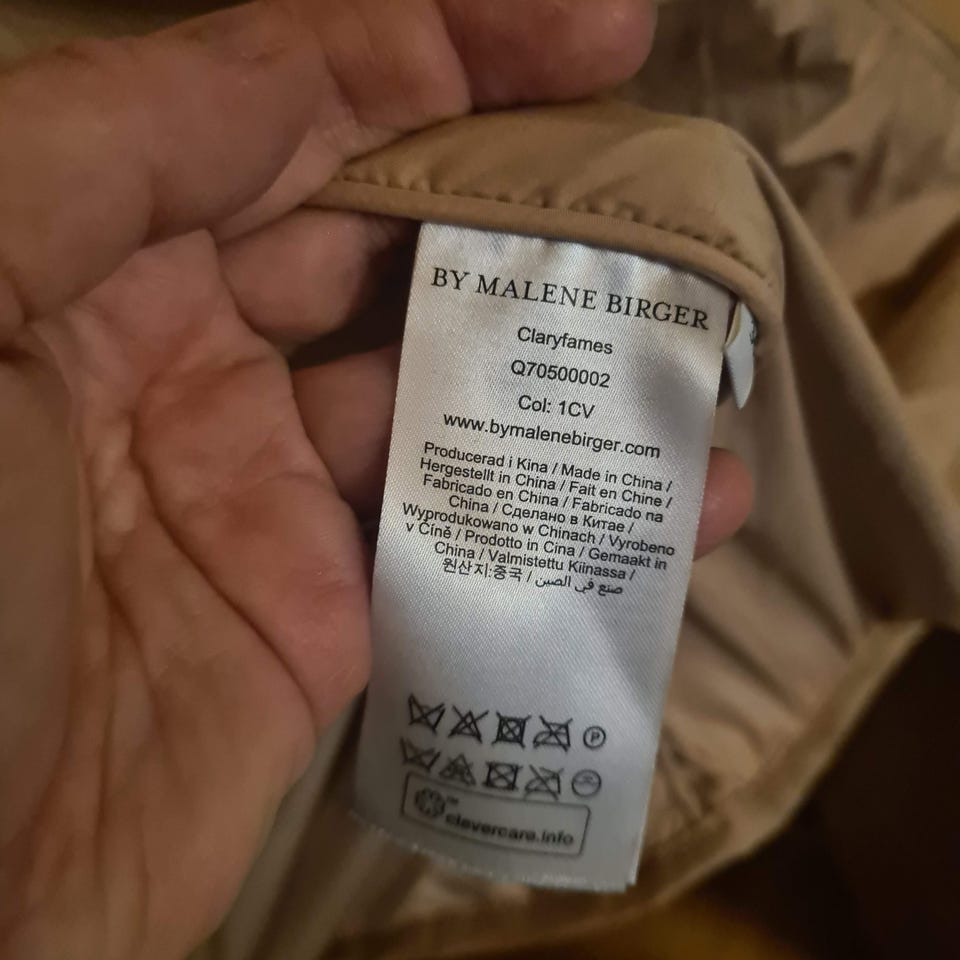 BY MALENE BIRGER
Claryfames
Q70500002
Col: 1CV
www.bymalenebirger.com
Producerad i Kina / Made in China /
Hergestellt in China / Fait en Chine /
Fabricado en China / Fabricado na
China / Сделано в Китае /
Wyprodukowano w Chinach / Vyrobeno
v Číně / Prodotto in Cina / Gemaakt in
China / Valmistettu Kiinassa /
원산지:중국 / صنع في الصين
P
clevercare.info